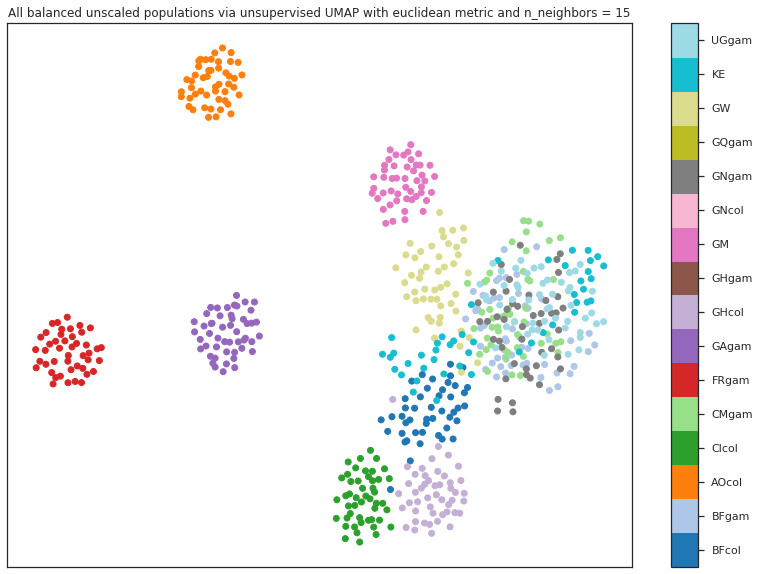 All balanced unscaled populations via unsupervised UMAP with euclidean metric and n_neighbors = 15
UGgam
KE
GW
GQgam
GNgam
GNcol
GM
GHgam
GHcol
GAgam
FRgam
CMgam
CIcol
AOcol
BFgam
BFcol